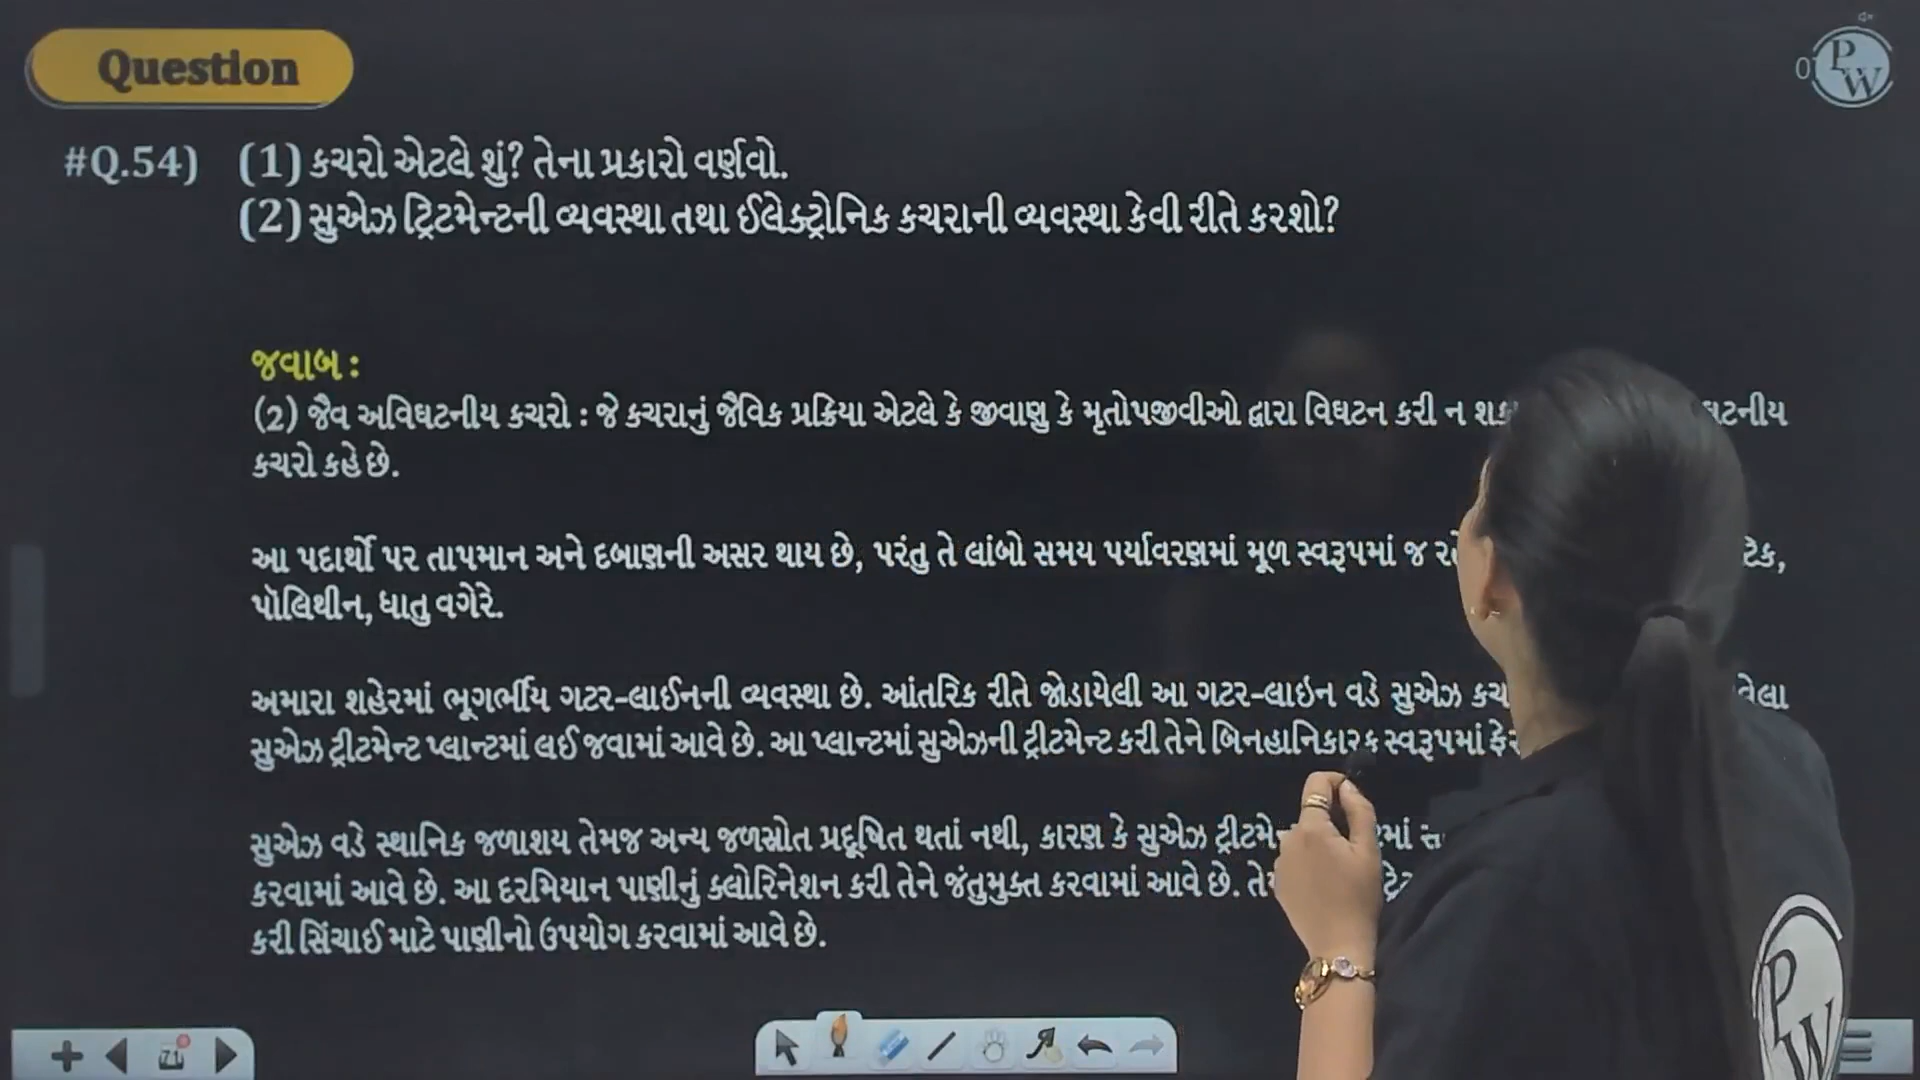 Question
PW
#Q.54) (1) કચરો એટલે શું? તેના પ્રકારો વર્ણવો.
(2) સુએઝ ટ્રિટમેન્ટની વ્યવસ્થા તથા ઈલેક્ટ્રોનિક કચરાની વ્યવસ્થા કેવી રીતે કરશો?
જવાબ :
(2) જૈવ અવિઘટનીય કચરો : જે કચરાનું જૈવિક પ્રક્રિયા એટલે કે જીવાણુ કે મૃતોપજીવીઓ દ્વારા વિઘટન કરી ન
કચરો કહે છે.
આ પદાર્થો પર તાપમાન અને દબાણની અસર થાય છે, પરંતુ તે લાંબો સમય પર્યાવરણમાં મૂળ સ્વરૂપમાં જ
પૉલિથીન, ધાતુ વગેરે.
અમારા શહેરમાં ભૂગર્ભીય ગટર-લાઈનની વ્યવસ્થા છે. આંતરિક રીતે જોડાયેલી આ ગટર-લાઇન વડે સુએઝ
સુએઝ ટ્રીટમેન્ટ પ્લાન્ટમાં લઈ જવામાં આવે છે. આ પ્લાન્ટમાં સુએઝની ટ્રીટમેન્ટ કરી તેને બિનહાનિકારક સ્વરૂપમાં
સુએઝ વડે સ્થાનિક જળાશય તેમજ અન્ય જળસ્રોત પ્રદૂષિત થતાં નથી, કારણ કે સુએઝ
કરવામાં આવે છે. આ દરમિયાન પાણીનું ક્લોરિનેશન કરી તેને જંતુમુક્ત કરવામાં આવે છે.
કરી સિંચાઈ માટે પાણીનો ઉપયોગ કરવામાં આવે છે.
71
PW